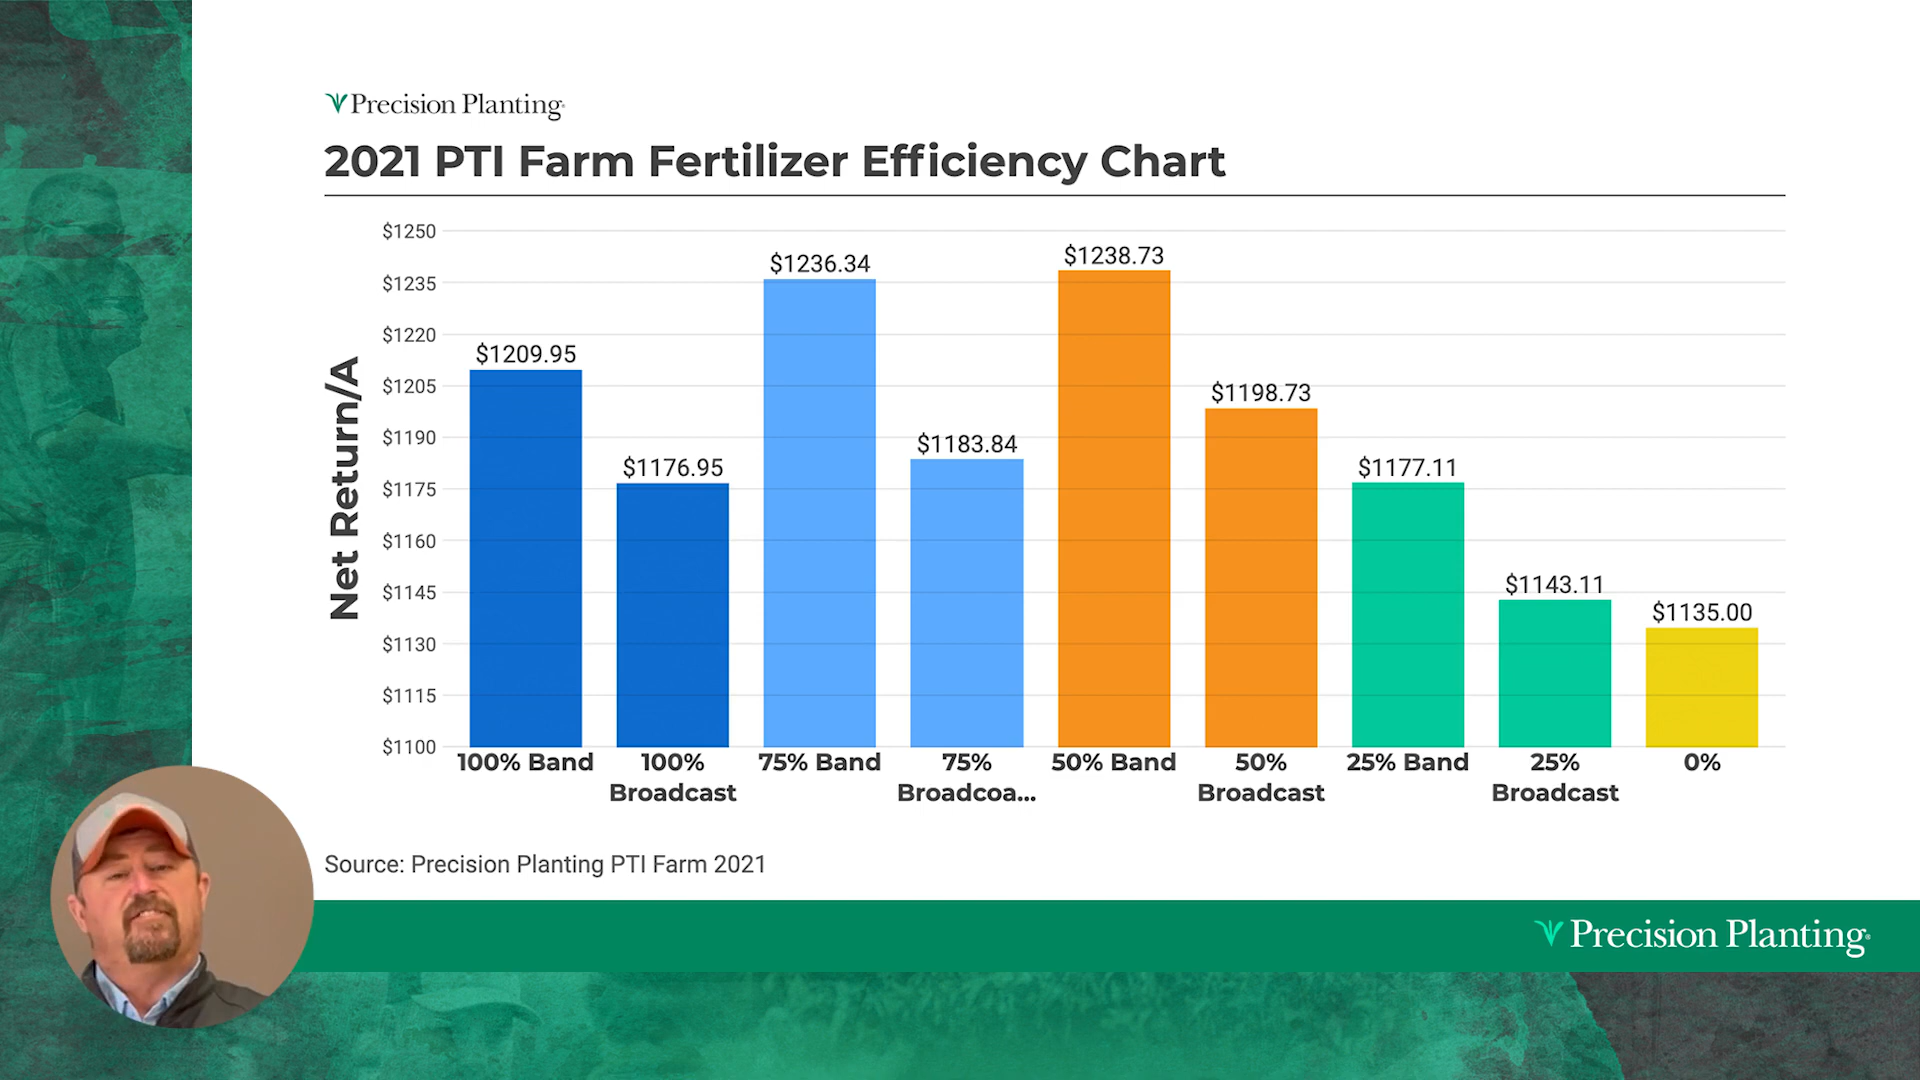 Precision Planting
2021 PTI Farm Fertilizer Efficiency Chart
Net Return/A
$1250
$1235
$1220
$1205
$1190
$1175
$1160
$1145
$1130
$1115
$1100
$1209.95
$1176.95
$1236.34
$1183.84
$1238.73
$1198.73
$1177.11
$1143.11
$1135.00
100% Band
100%
Broadcast
75% Band
75%
Broadcoa...
50% Band
50%
Broadcast
25% Band
25%
Broadcast
0%
Source: Precision Planting PTI Farm 2021
Precision Planting